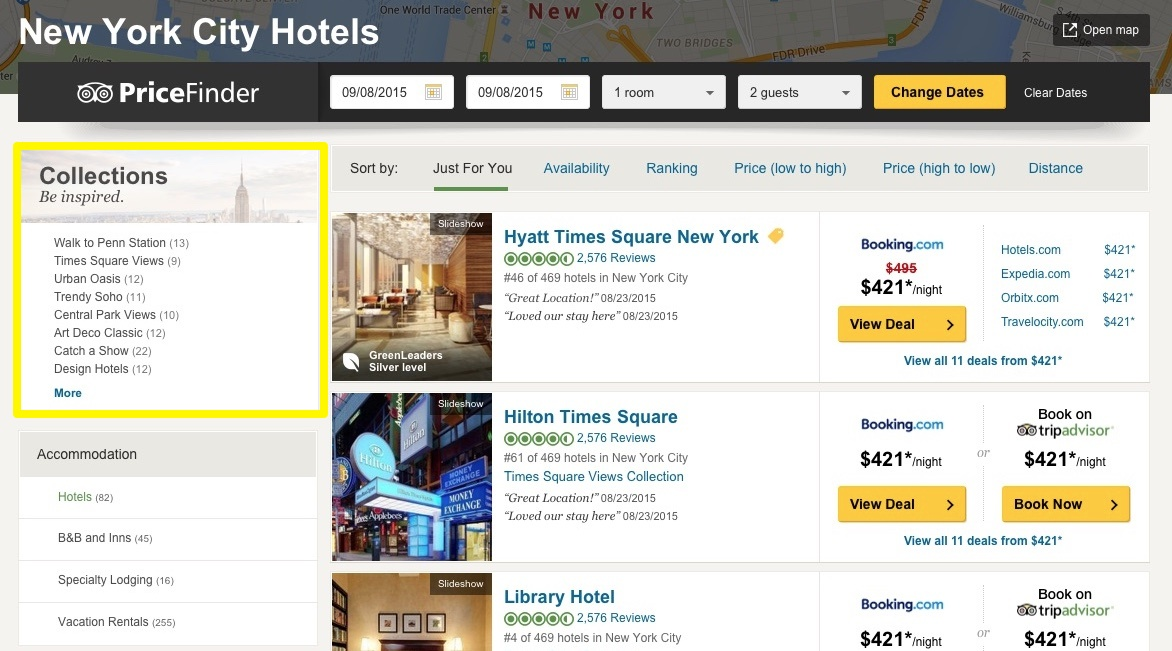 One World Trade Center
New York
New York City Hotels
TWO BRIDGES
FDR Drive
Williamsburg
Open map
PriceFinder
09/08/2015
09/08/2015
1 room
2 guests
Change Dates
Clear Dates
Collections
Be inspired.
Walk to Penn Station (13)
Times Square Views (9)
Urban Oasis (12)
Trendy Soho (11)
Central Park Views (10)
Art Deco Classic (12)
Catch a Show (22)
Design Hotels (12)
More
Accommodation
Hotels (82)
B&B and Inns (45)
Specialty Lodging (16)
Vacation Rentals (255)
Sort by: Just For You Availability Ranking Price (low to high) Price (high to low) Distance
Slideshow
GreenLeaders
Silver level
Hyatt Times Square New York
2,576 Reviews
#46 of 469 hotels in New York City
“Great Location!” 08/23/2015
“Loved our stay here” 08/23/2015
Booking.com
$495
$421*/night
View Deal
Hotels.com $421*
Expedia.com $421*
Orbitx.com $421*
Travelocity.com $421*
View all 11 deals from $421*
Slideshow
Hilton
Hilton
MONEY
EXCHANGE
MONEY
EXCHANGE
Applebees
Hilton Times Square
2,576 Reviews
#61 of 469 hotels in New York City
Times Square Views Collection
“Great Location!” 08/23/2015
“Loved our stay here” 08/23/2015
Booking.com
$421*/night
View Deal
or
Book on
tripadvisor
$421*/night
Book Now
View all 11 deals from $421*
Slideshow
Library Hotel
2,576 Reviews
#4 of 469 hotels in New York City
Booking.com
$421*/night
or
Book on
tripadvisor
$421*/night